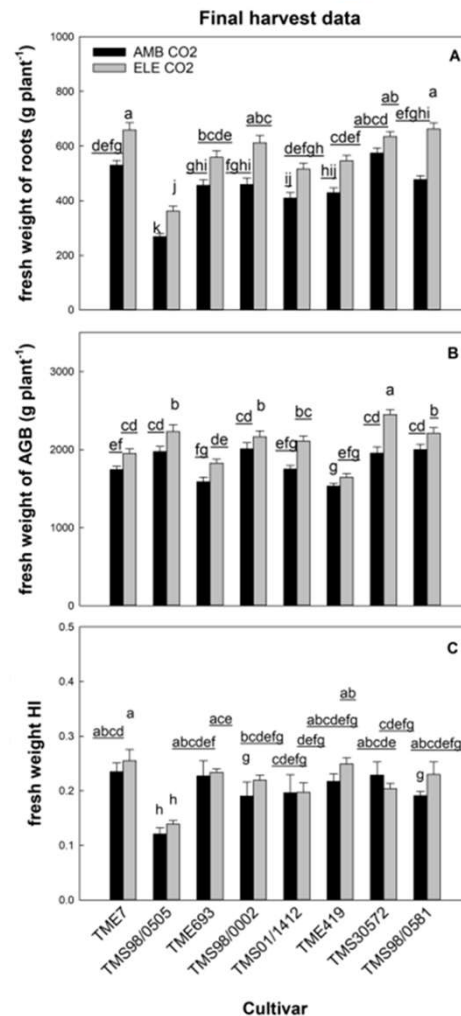 Final harvest data
AMB CO2
ELE CO2
A
fresh weight of roots (g plant⁻¹)
1000
800
600
400
200
0
defg
a
k
j
ghi
bcde
fghi
abc
ij
defgh
hij
cdef
abcd
ab
efghi
a
B
fresh weight of AGB (g plant⁻¹)
3000
2000
1000
0
ef
cd
cd
b
fg
de
cd
b
efg
bc
g
efg
cd
a
cd
b
C
fresh weight HI
0.5
0.4
0.3
0.2
0.1
0.0
abcd
a
h
h
abcdef
ace
bcdefg
g
cdefg
defg
abcdefg
ab
abcde
cdefg
g
abcdefg
TME7
TMS98/0505
TME693
TMS98/0002
TMS01/1412
TME419
TMS30572
TMS98/0581
Cultivar